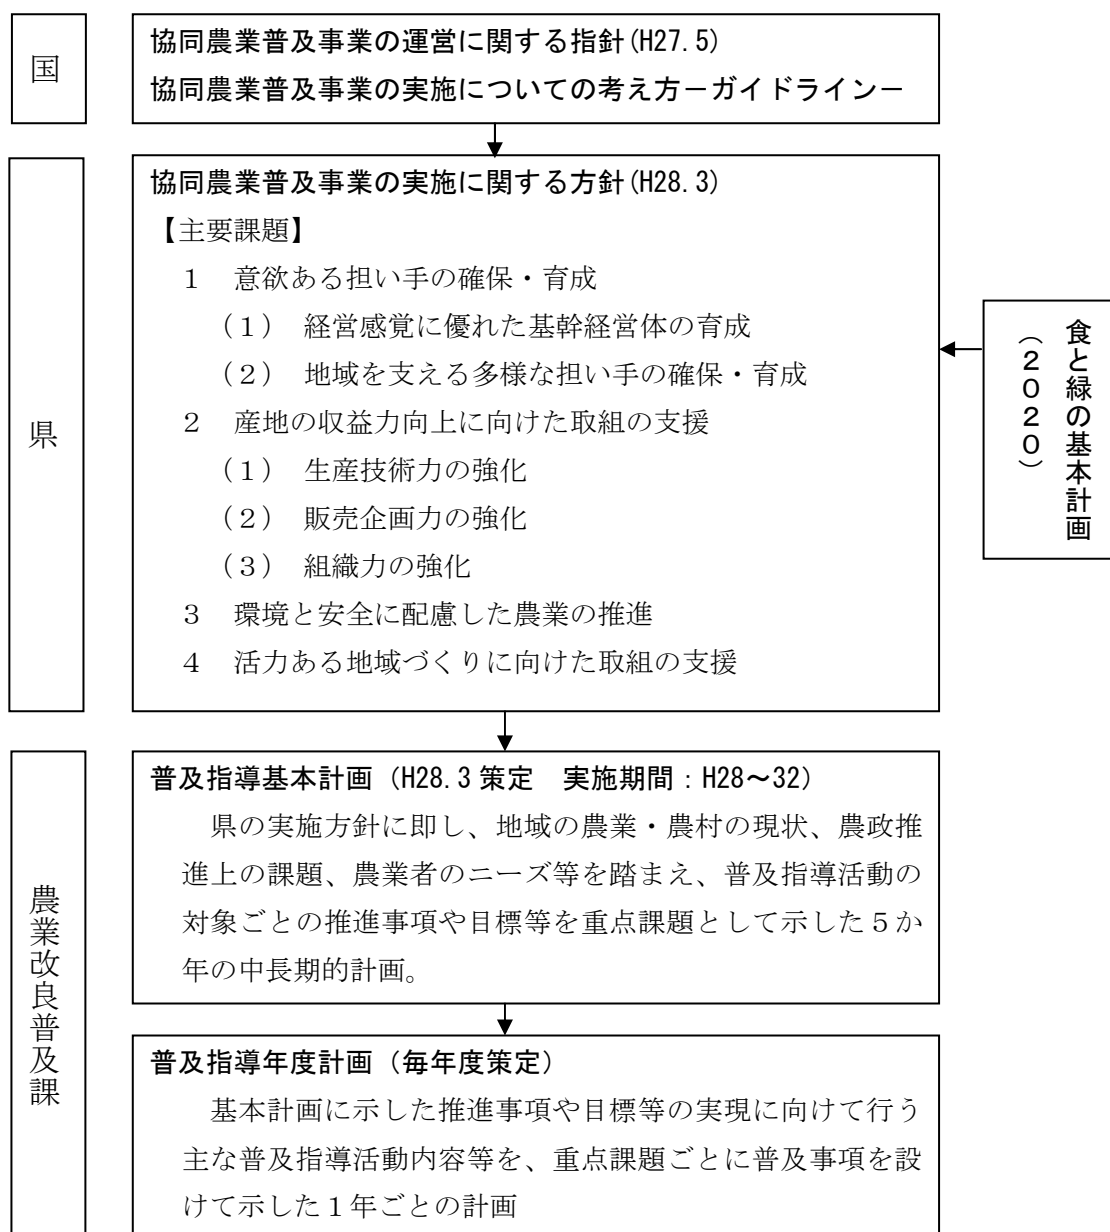 国
協同農業普及事業の運営に関する指針(H27.5)
協同農業普及事業の実施についての考え方－ガイドライン－
県
協同農業普及事業の実施に関する方針(H28.3)
【主要課題】
１　意欲ある担い手の確保・育成
（１）　経営感覚に優れた基幹経営体の育成
（２）　地域を支える多様な担い手の確保・育成
２　産地の収益力向上に向けた取組の支援
（１）　生産技術力の強化
（２）　販売企画力の強化
（３）　組織力の強化
３　環境と安全に配慮した農業の推進
４　活力ある地域づくりに向けた取組の支援
食と緑の基本計画
（２０２０）
農業改良普及課
普及指導基本計画（H28.3 策定　実施期間：H28～32）
県の実施方針に即し、地域の農業・農村の現状、農政推
進上の課題、農業者のニーズ等を踏まえ、普及指導活動の
対象ごとの推進事項や目標等を重点課題として示した５か
年の中長期的計画。
普及指導年度計画（毎年度策定）
基本計画に示した推進事項や目標等の実現に向けて行う
主な普及指導活動内容等を、重点課題ごとに普及事項を設
けて示した１年ごとの計画